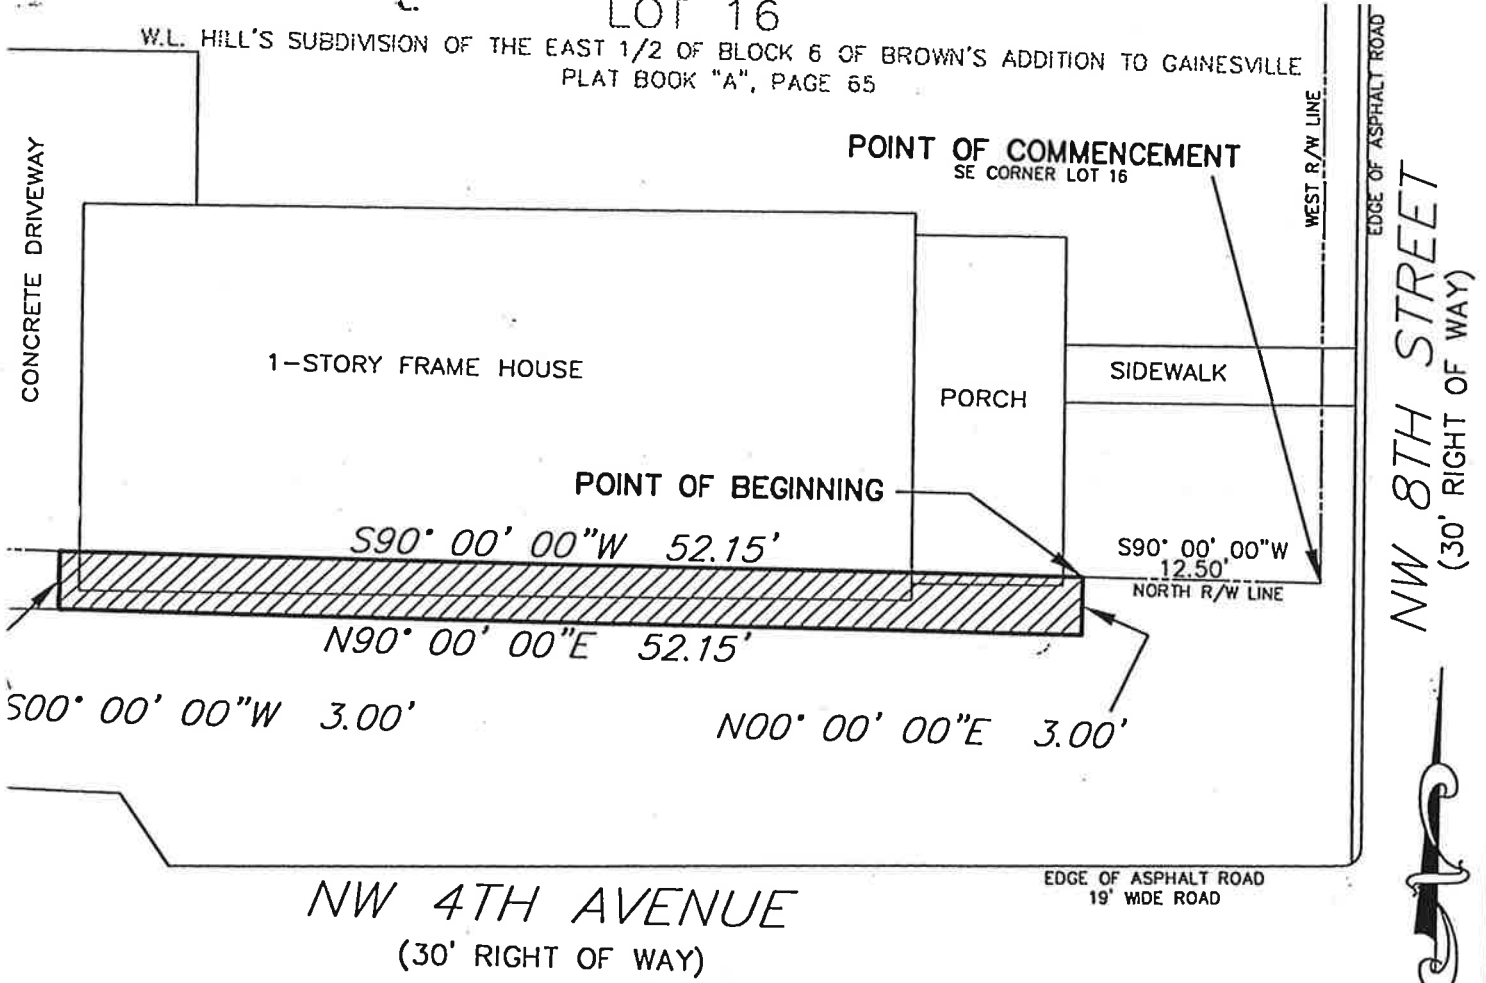 LOT 16
W.L. HILL'S SUBDIVISION OF THE EAST 1/2 OF BLOCK 6 OF BROWN'S ADDITION TO GAINESVILLE
PLAT BOOK "A", PAGE 65
POINT OF COMMENCEMENT
SE CORNER LOT 16
WEST R/W LINE
EDGE OF ASPHALT ROAD
CONCRETE DRIVEWAY
1-STORY FRAME HOUSE
PORCH
SIDEWALK
NW 8TH STREET
(30' RIGHT OF WAY)
POINT OF BEGINNING
S90° 00' 00"W 52.15'
S90° 00' 00"W
12.50'
NORTH R/W LINE
N90° 00' 00"E 52.15'
S00° 00' 00"W 3.00'
N00° 00' 00"E 3.00'
EDGE OF ASPHALT ROAD
19' WIDE ROAD
NW 4TH AVENUE
(30' RIGHT OF WAY)